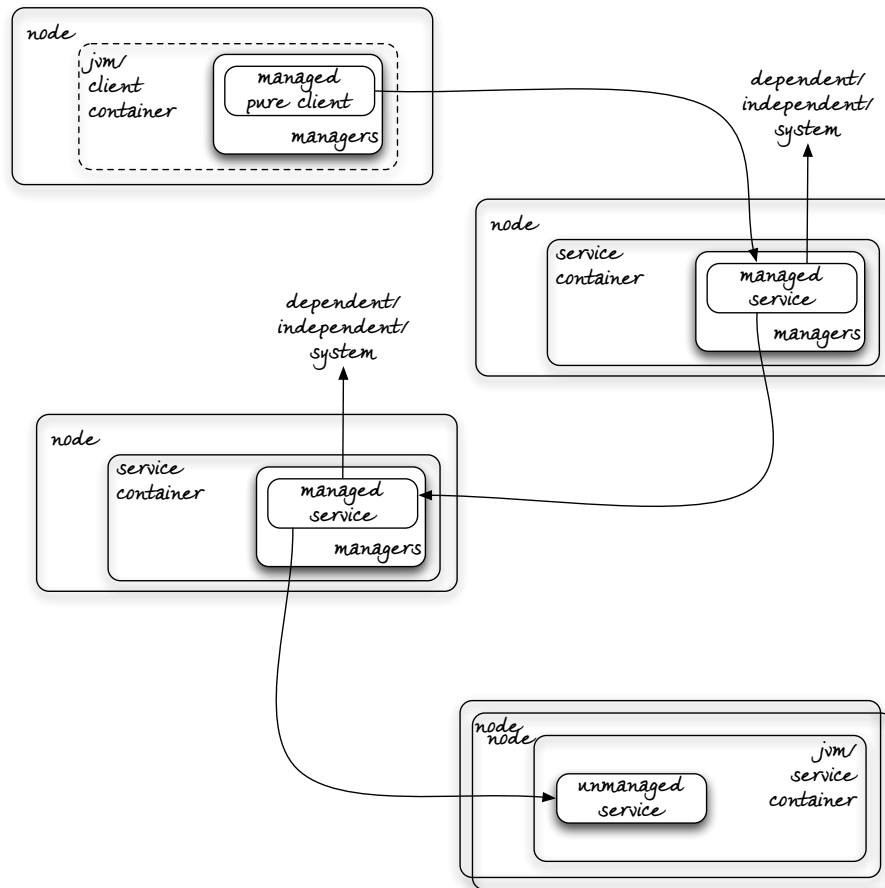 node
jvm/
client
container
managed
pure client
managers
dependent/
independent/
system
node
service
container
managed
service
managers
dependent/
independent/
system
node
service
container
managed
service
managers
node
node
jvm/
service
container
unmanaged
service